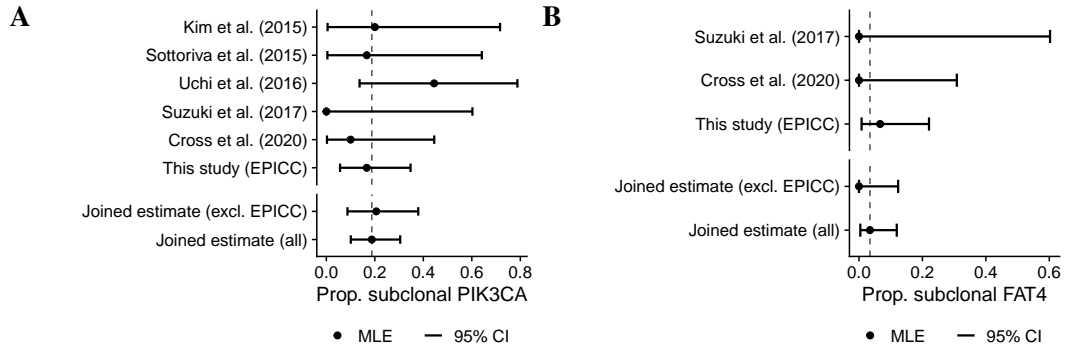 A
Kim et al. (2015)
Sottoriva et al. (2015)
Uchi et al. (2016)
Suzuki et al. (2017)
Cross et al. (2020)
This study (EPICC)
Joined estimate (excl. EPICC)
Joined estimate (all)
0.0 0.2 0.4 0.6 0.8
Prop. subclonal PIK3CA
MLE 95% CI
B
Suzuki et al. (2017)
Cross et al. (2020)
This study (EPICC)
Joined estimate (excl. EPICC)
Joined estimate (all)
0.0 0.2 0.4 0.6
Prop. subclonal FAT4
MLE 95% CI